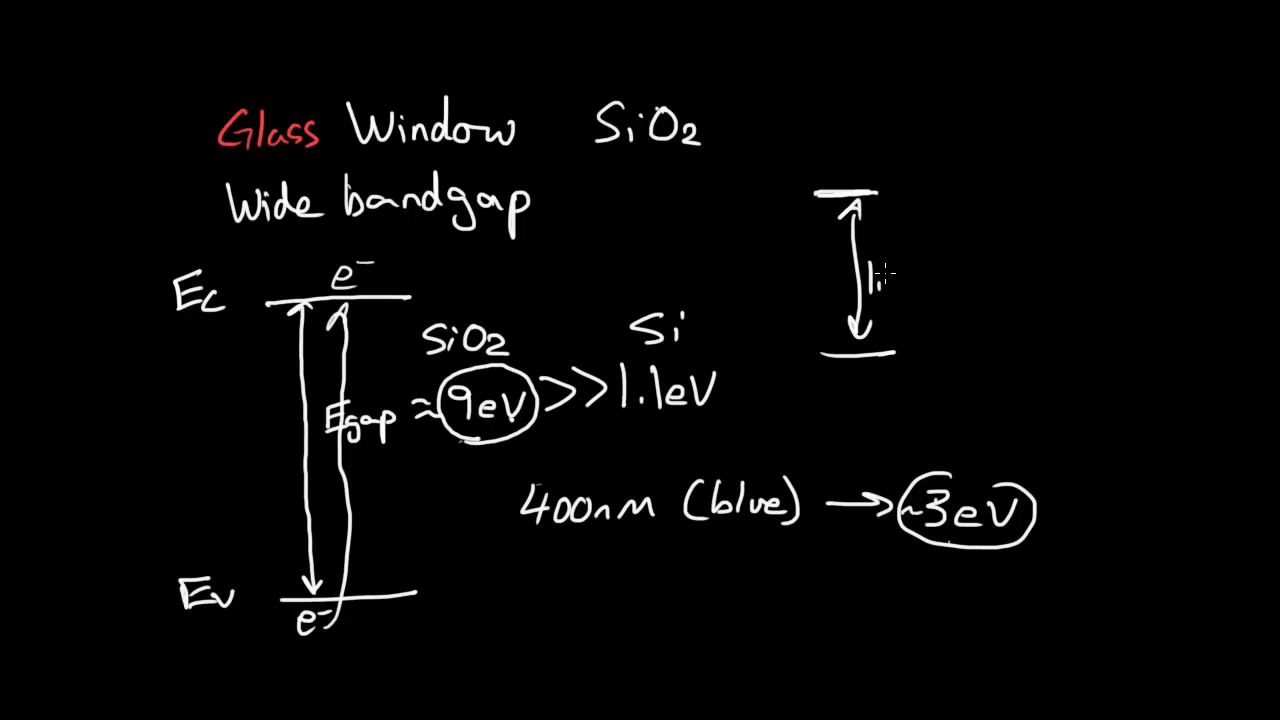 Glass Window SiO2
Wide bandgap
Ec e-
SiO2 Si
Egap ≈ 9eV >> 1.1eV
400nm (blue) → ~3eV
Ev
e-